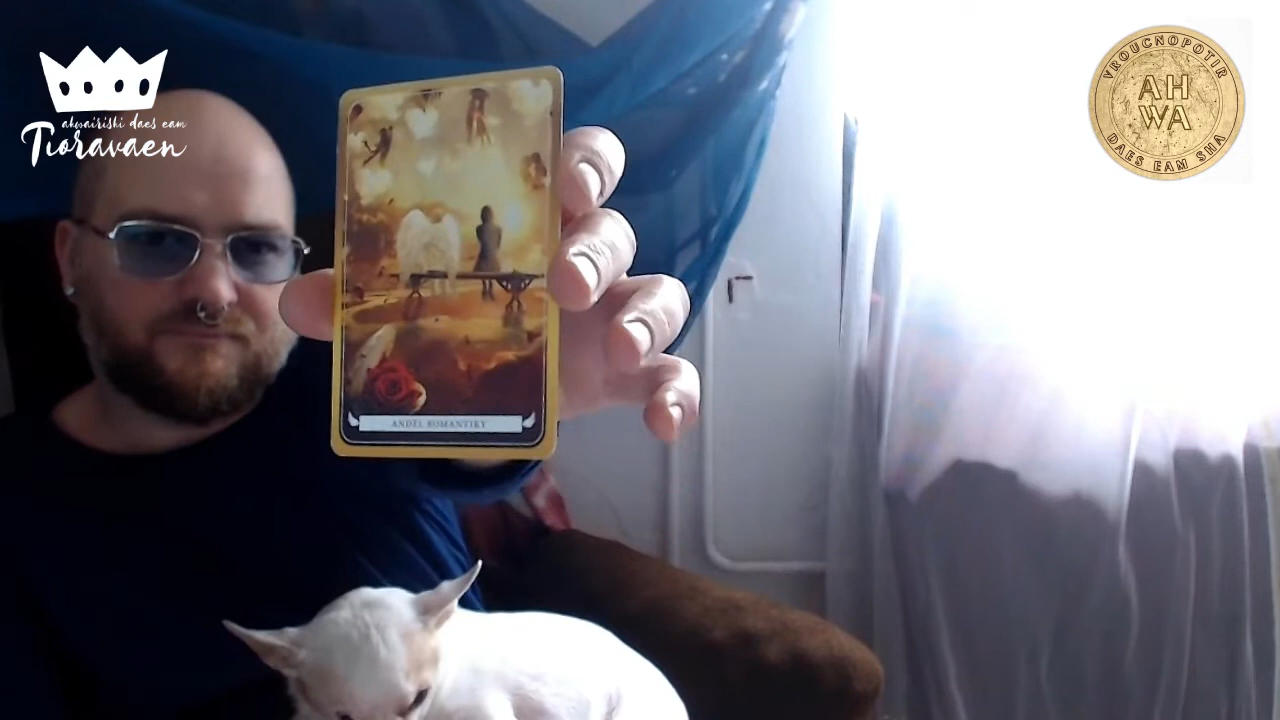 akwairishi daes eam
Tioravaen
VROUCNOPOTIR
AH
WA
DAES EAM SHA
ANDĚL ROMANTIKY